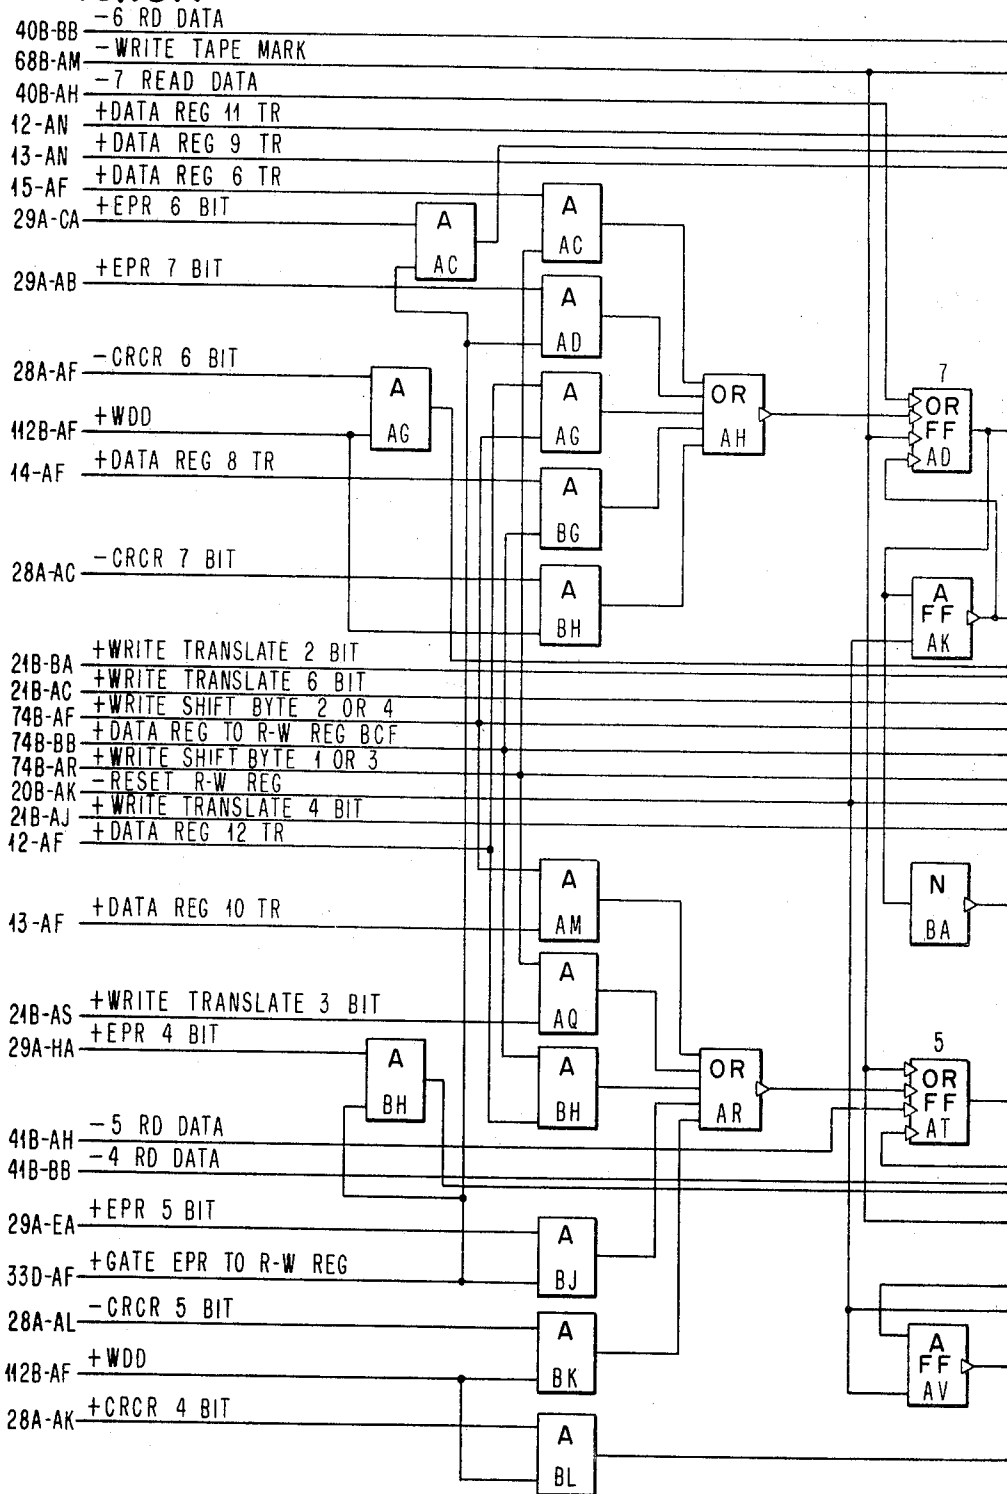 40B-BB -6 RD DATA
68B-AM -WRITE TAPE MARK
40B-AH -7 READ DATA
12-AN +DATA REG 11 TR
13-AN +DATA REG 9 TR
15-AF +DATA REG 6 TR
29A-CA +EPR 6 BIT
A
AC
A
AC
29A-AB +EPR 7 BIT
A
AD
28A-AF -CRCR 6 BIT
A
AG
A
AG
OR
AH
7
OR
FF
AD
112B-AF +WDD
14-AF +DATA REG 8 TR
A
BG
28A-AC -CRCR 7 BIT
A
BH
A
FF
AK
21B-BA +WRITE TRANSLATE 2 BIT
21B-AC +WRITE TRANSLATE 6 BIT
74B-AF +WRITE SHIFT BYTE 2 OR 4
74B-BB +DATA REG TO R-W REG BCF
74B-AR +WRITE SHIFT BYTE 1 OR 3
20B-AK -RESET R-W REG
21B-AJ +WRITE TRANSLATE 4 BIT
12-AF +DATA REG 12 TR
A
AM
N
BA
13-AF +DATA REG 10 TR
A
AQ
21B-AS +WRITE TRANSLATE 3 BIT
29A-HA +EPR 4 BIT
A
BH
A
BH
OR
AR
5
OR
FF
AT
41B-AH -5 RD DATA
41B-BB -4 RD DATA
29A-EA +EPR 5 BIT
A
BJ
33D-AF +GATE EPR TO R-W REG
28A-AL -CRCR 5 BIT
A
BK
A
FF
AV
112B-AF +WDD
28A-AK +CRCR 4 BIT
A
BL